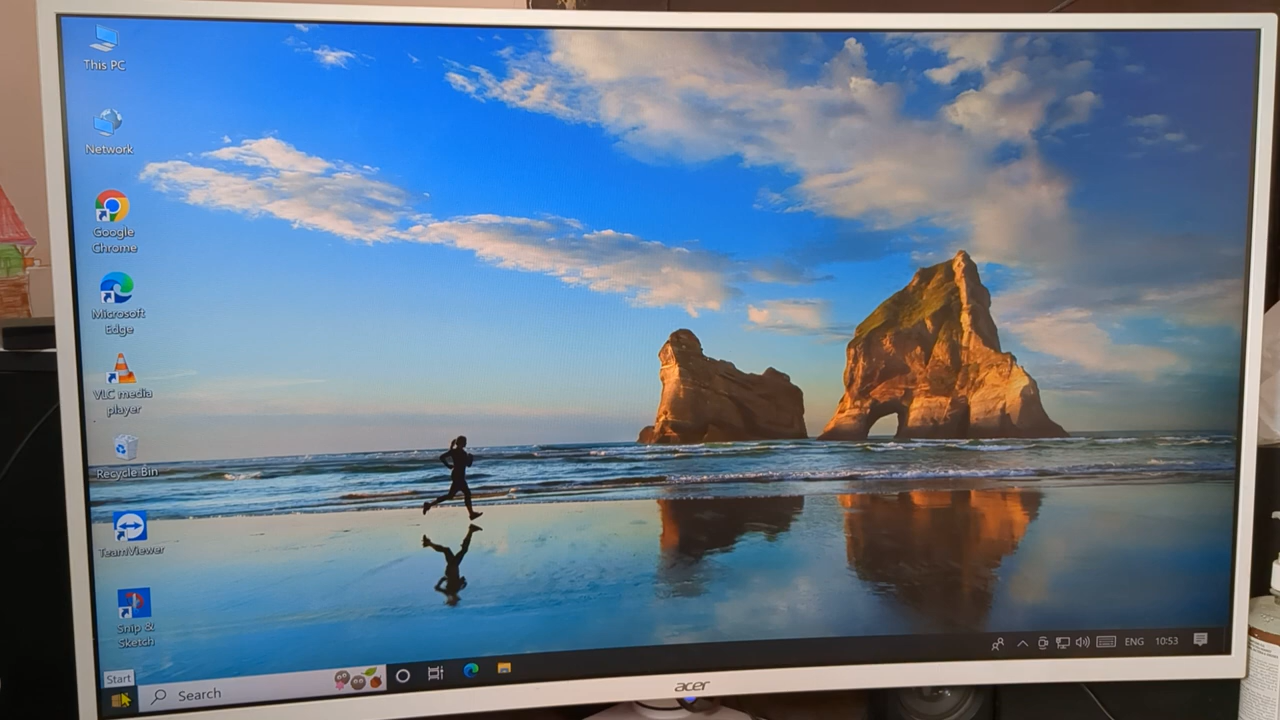 This PC
Network
Google
Chrome
Microsoft
Edge
VLC media
player
Recycle Bin
TeamViewer
Snip &
Sketch
Start
Search
ENG 10:53
acer